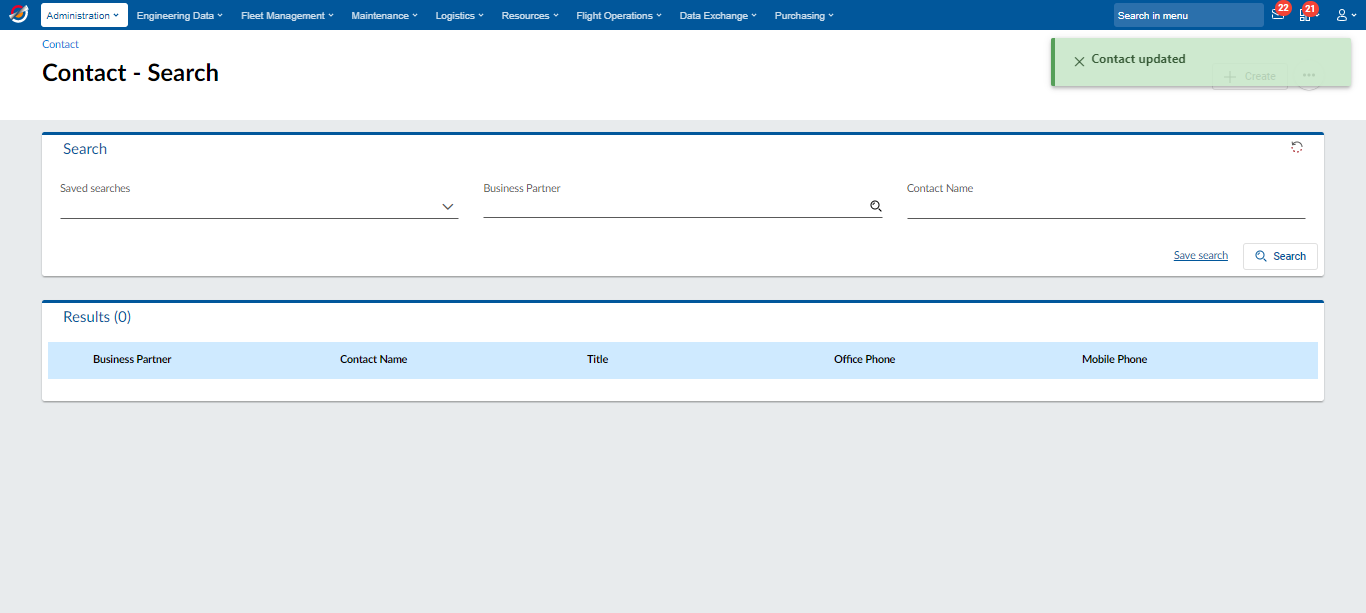 Administration Engineering Data Fleet Management Maintenance Logistics Resources Flight Operations Data Exchange Purchasing Search in menu 22 21
Contact
Contact - Search
Contact updated
Create
Search
Saved searches Business Partner Contact Name
Save search Search
Results (0)
Business Partner Contact Name Title Office Phone Mobile Phone